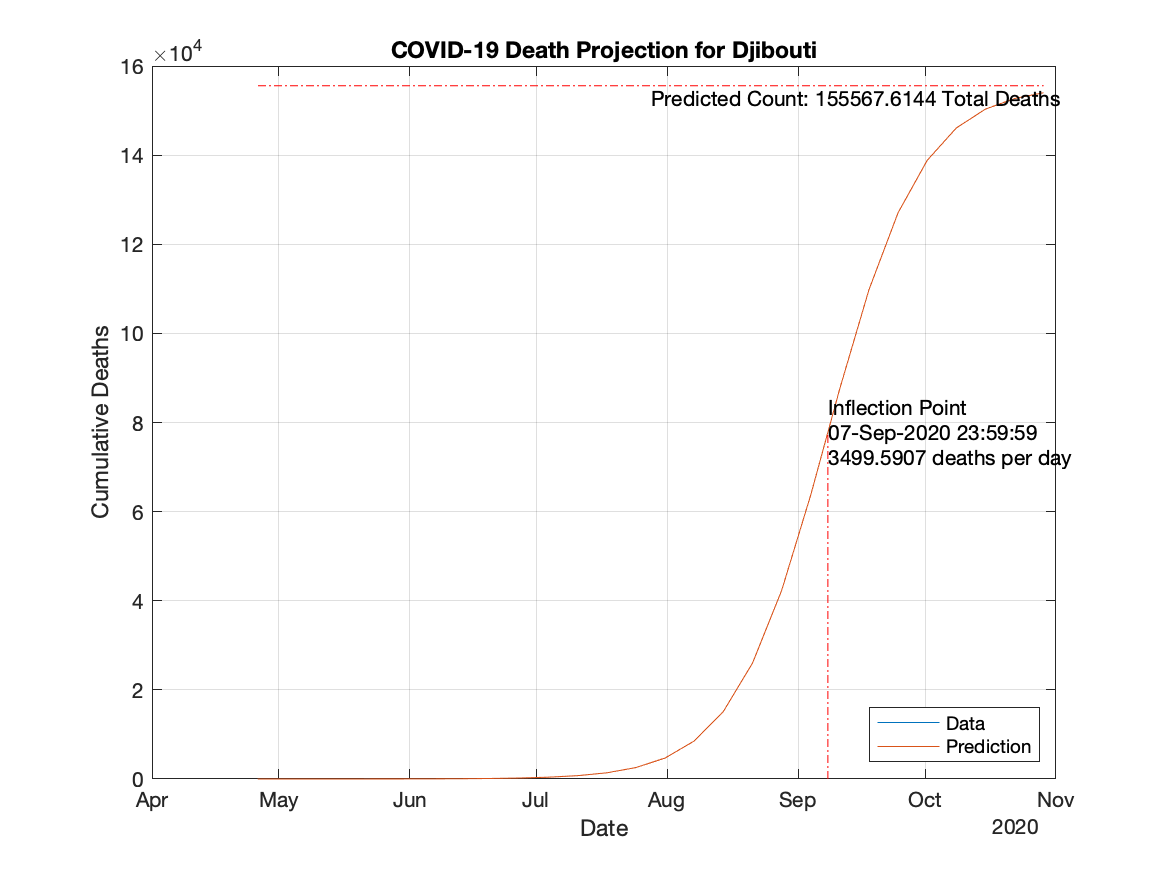 COVID-19 Death Projection for Djibouti
×10⁴
16
14
12
10
8
6
4
2
0
Cumulative Deaths
Predicted Count: 155567.6144 Total Deaths
Inflection Point
07-Sep-2020 23:59:59
3499.5907 deaths per day
Data
Prediction
Apr May Jun Jul Aug Sep Oct Nov
Date
2020